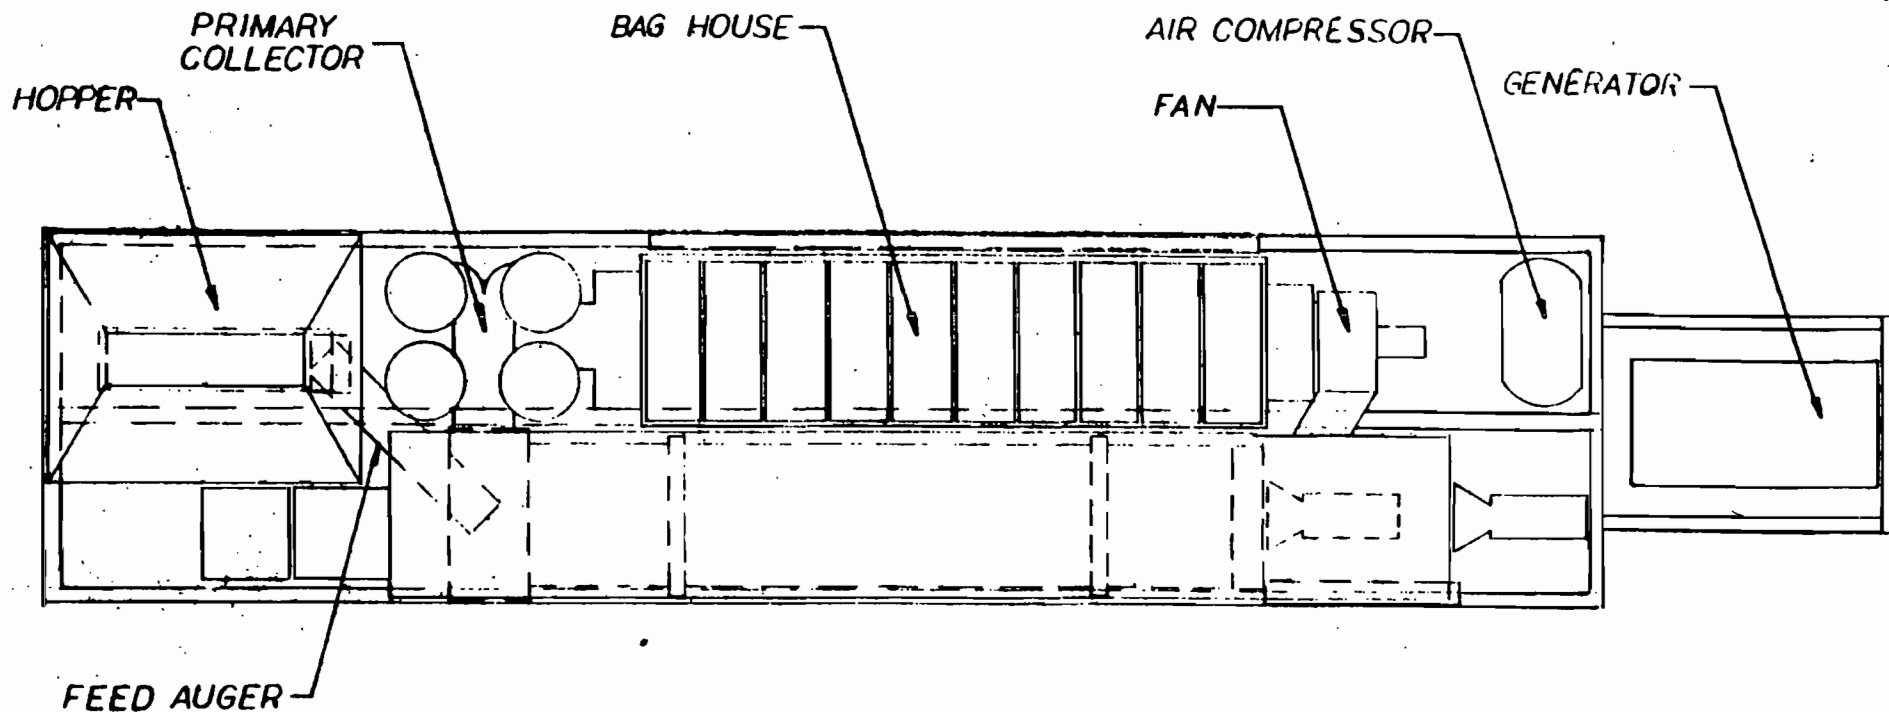 PRIMARY
COLLECTOR
BAG HOUSE
AIR COMPRESSOR
HOPPER
FAN
GENERATOR
FEED AUGER